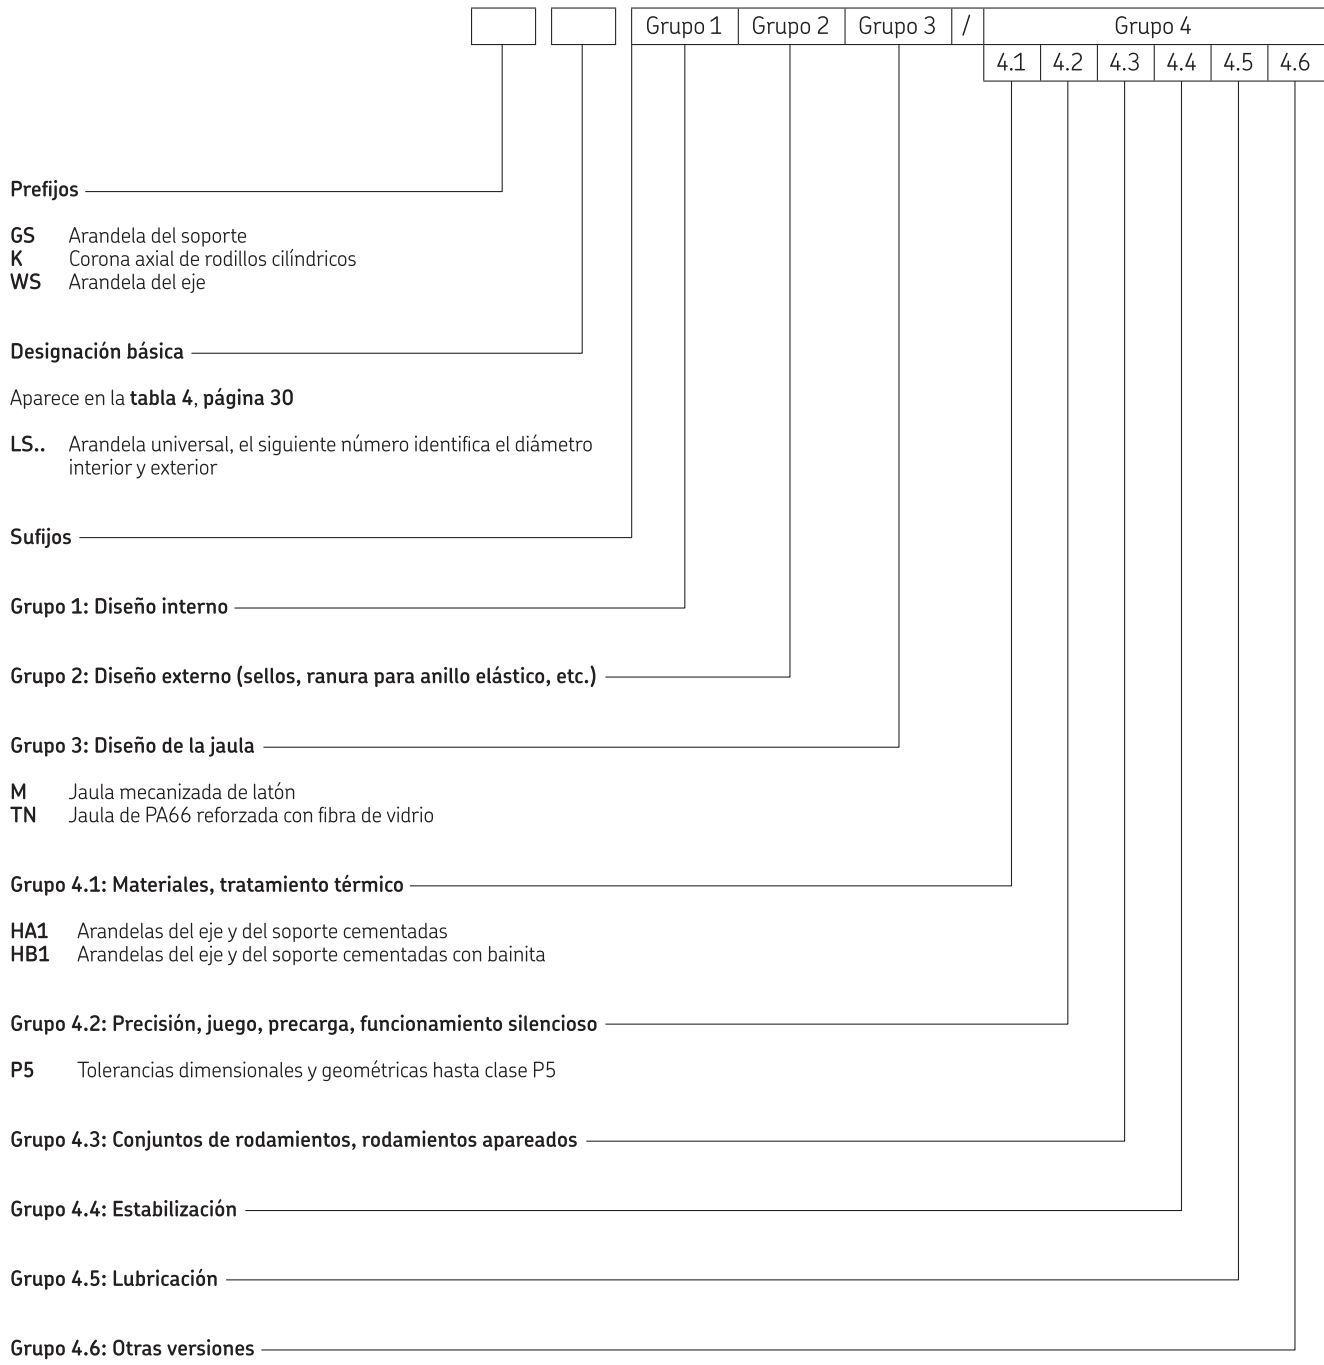 Grupo 1 Grupo 2 Grupo 3 / Grupo 4
4.1 4.2 4.3 4.4 4.5 4.6
Prefijos
GS Arandela del soporte
K Corona axial de rodillos cilíndricos
WS Arandela del eje
Designación básica
Aparece en la tabla 4, página 30
LS.. Arandela universal, el siguiente número identifica el diámetro
interior y exterior
Sufijos
Grupo 1: Diseño interno
Grupo 2: Diseño externo (sellos, ranura para anillo elástico, etc.)
Grupo 3: Diseño de la jaula
M Jaula mecanizada de latón
TN Jaula de PA66 reforzada con fibra de vidrio
Grupo 4.1: Materiales, tratamiento térmico
HA1 Arandelas del eje y del soporte cementadas
HB1 Arandelas del eje y del soporte cementadas con bainita
Grupo 4.2: Precisión, juego, precarga, funcionamiento silencioso
P5 Tolerancias dimensionales y geométricas hasta clase P5
Grupo 4.3: Conjuntos de rodamientos, rodamientos apareados
Grupo 4.4: Estabilización
Grupo 4.5: Lubricación
Grupo 4.6: Otras versiones